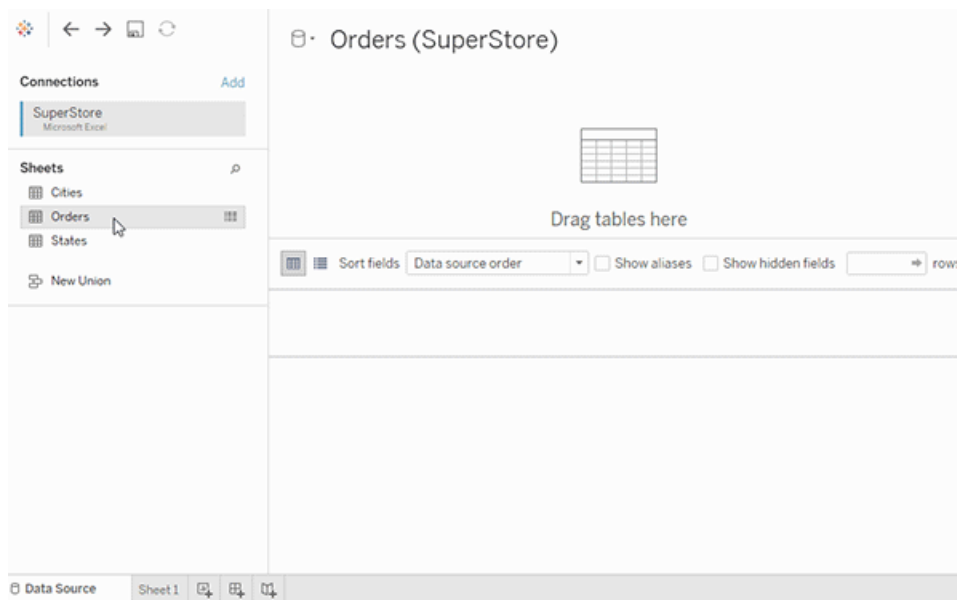 Orders (SuperStore)
Connections Add
SuperStore
Microsoft Excel
Sheets
Cities
Orders
States
New Union
Drag tables here
Sort fields Data source order Show aliases Show hidden fields rows
Data Source Sheet 1